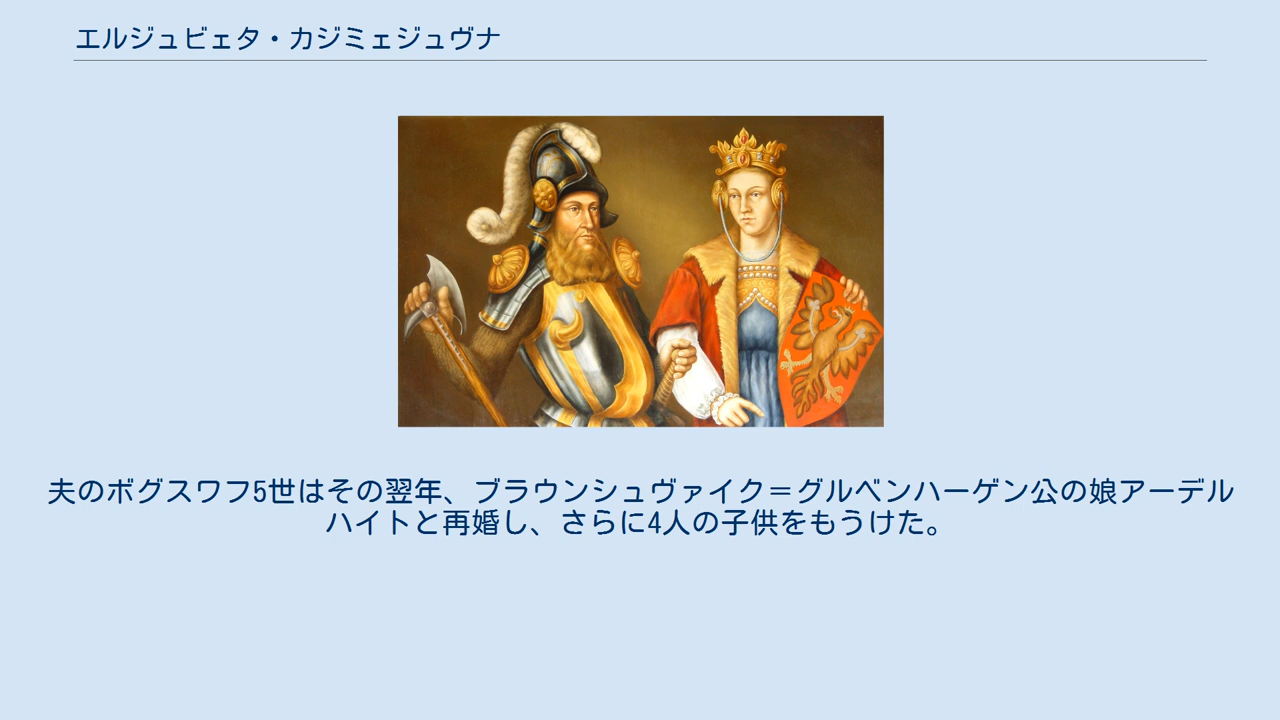 エルジュビェタ・カジミェジュヴナ
夫のボグスワフ5世はその翌年、ブラウンシュヴァイク＝グルベンハーゲン公の娘アーデル
ハイトと再婚し、さらに4人の子供をもうけた。